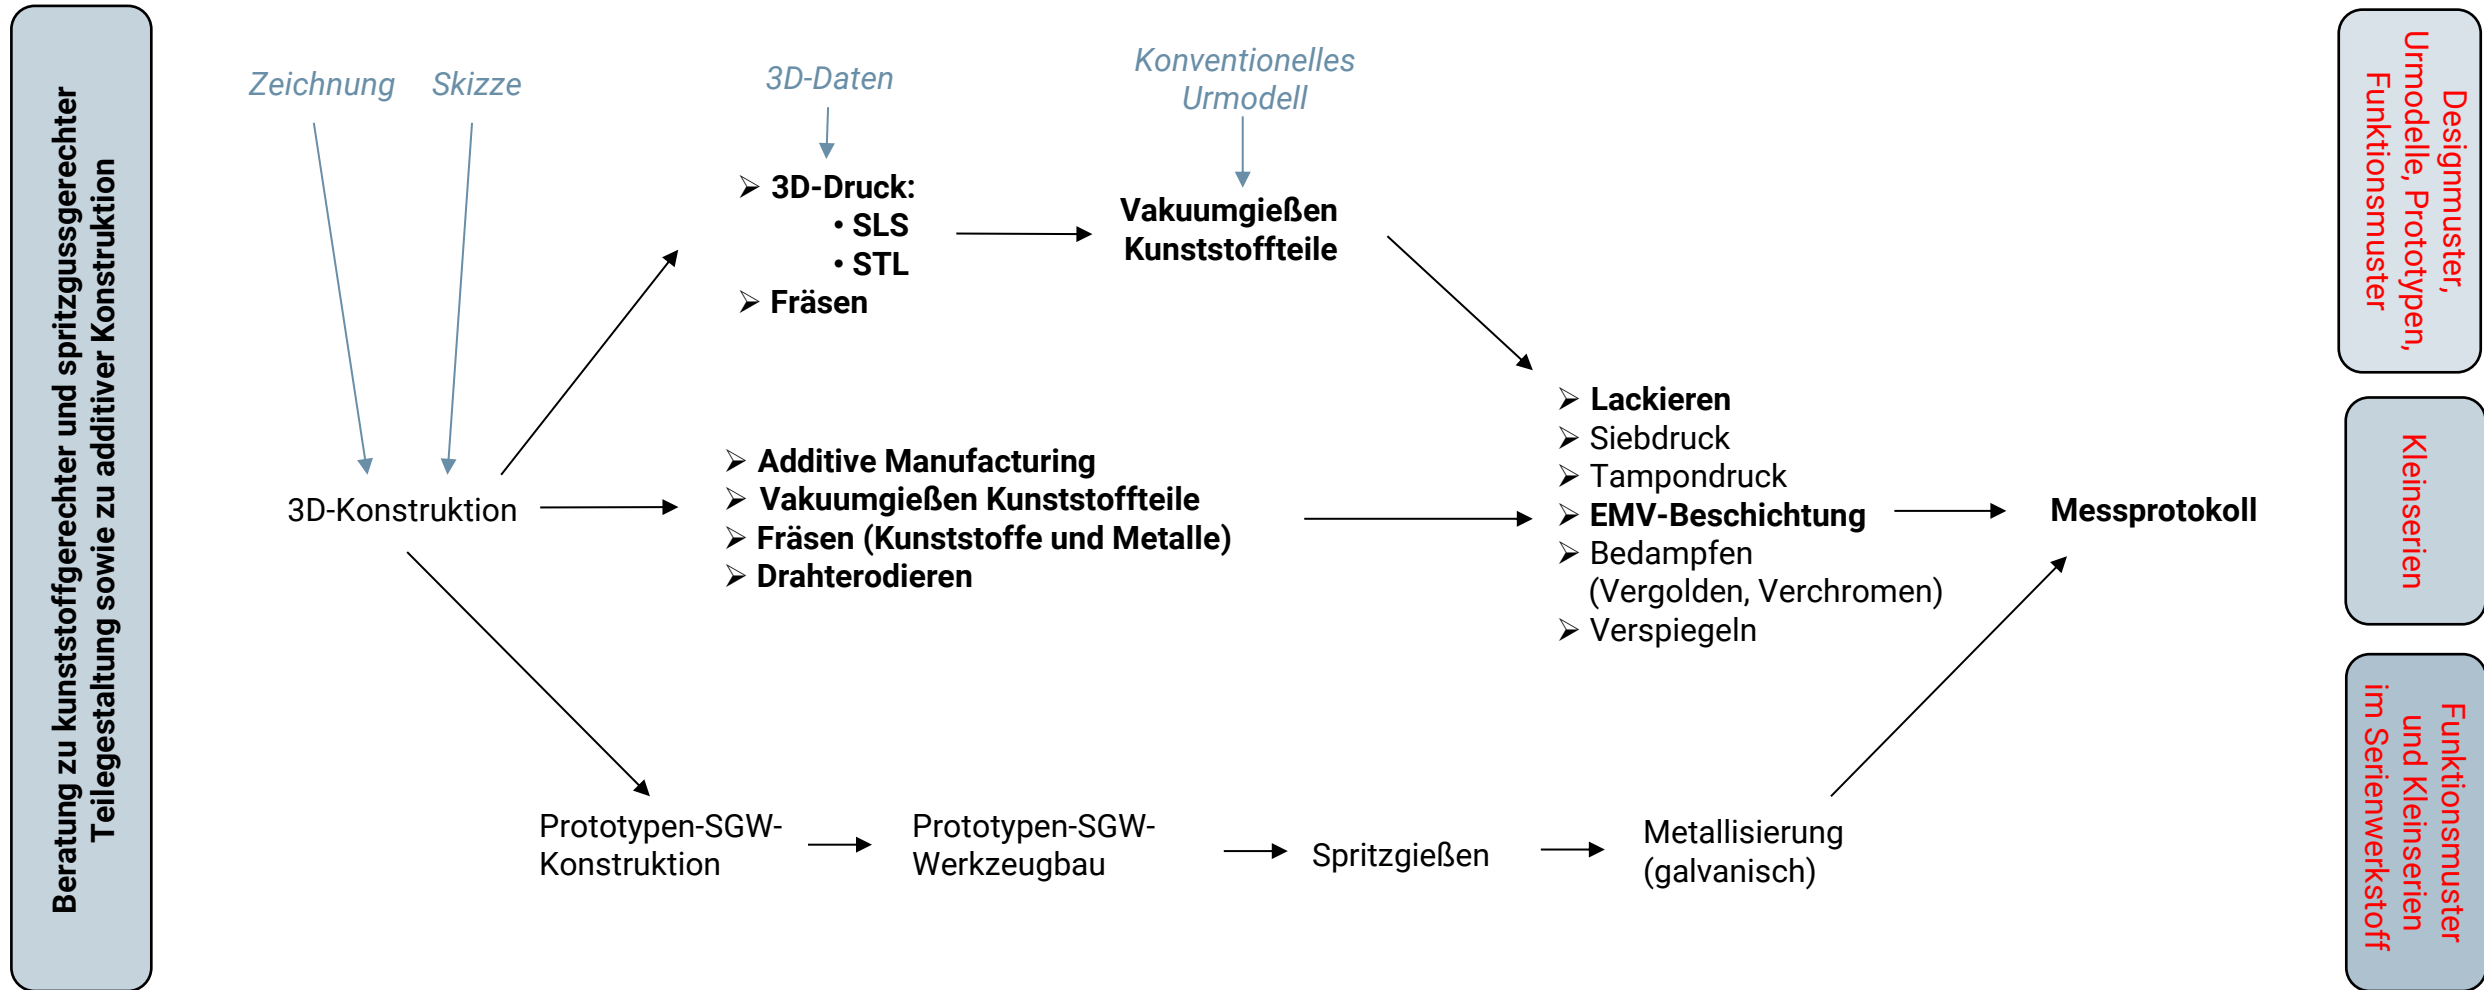 Beratung zu kunststoffgerechter und spritzgussgerechter
Teilegestaltung sowie zu additiver Konstruktion
Zeichnung
Skizze
3D-Daten
Konventionelles
Urmodell
➢ 3D-Druck:
• SLS
• STL
➢ Fräsen
Vakuumgießen
Kunststoffteile
3D-Konstruktion
➢ Additive Manufacturing
➢ Vakuumgießen Kunststoffteile
➢ Fräsen (Kunststoffe und Metalle)
➢ Drahterodieren
➢ Lackieren
➢ Siebdruck
➢ Tampondruck
➢ EMV-Beschichtung
➢ Bedampfen
(Vergolden, Verchromen)
➢ Verspiegeln
Messprotokoll
Prototypen-SGW-
Konstruktion
Prototypen-SGW-
Werkzeugbau
Spritzgießen
Metallisierung
(galvanisch)
Designmuster,
Urmodelle, Prototypen,
Funktionsmuster
Kleinserien
Funktionsmuster
und Kleinserien
im Serienwerkstoff